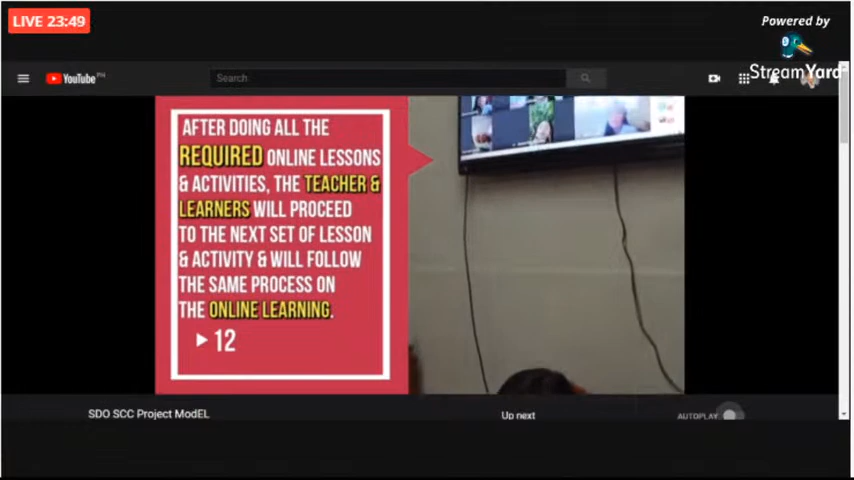 LIVE 23:49
Powered by
StreamYard
YouTube PH
Search
AFTER DOING ALL THE
REQUIRED ONLINE LESSONS
& ACTIVITIES, THE TEACHER &
LEARNERS WILL PROCEED
TO THE NEXT SET OF LESSON
& ACTIVITY & WILL FOLLOW
THE SAME PROCESS ON
THE ONLINE LEARNING.
12
SDO SCC Project ModEL
Up next
AUTOPLAY